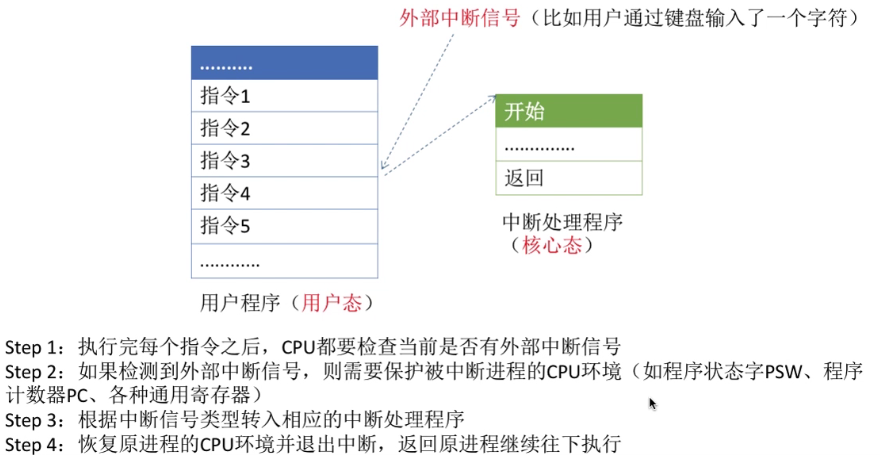 外部中断信号（比如用户通过键盘输入了一个字符）
..........
指令1
指令2
指令3
指令4
指令5
............
用户程序（用户态）
开始
..............
返回
中断处理程序
（核心态）
Step 1：执行完每个指令之后，CPU都要检查当前是否有外部中断信号
Step 2：如果检测到外部中断信号，则需要保护被中断进程的CPU环境（如程序状态字PSW、程序
计数器PC、各种通用寄存器）
Step 3：根据中断信号类型转入相应的中断处理程序
Step 4：恢复原进程的CPU环境并退出中断，返回原进程继续往下执行